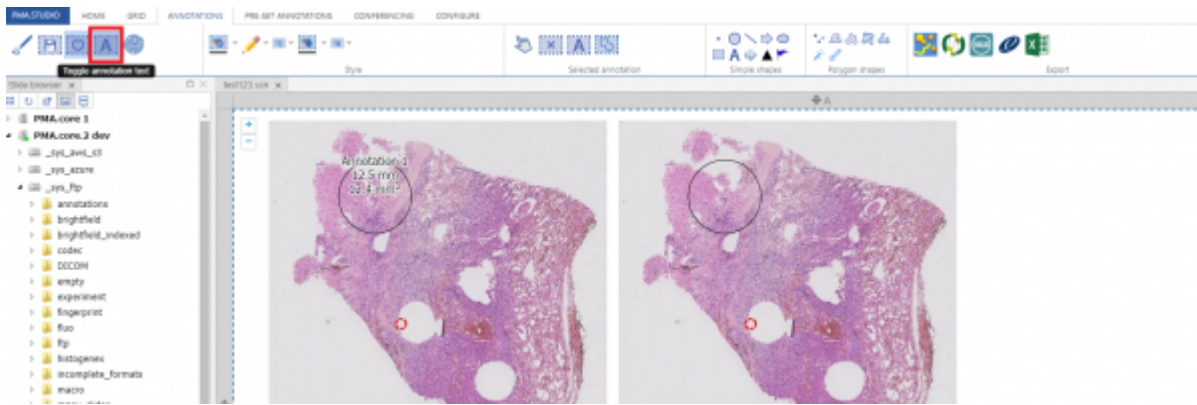 PMA.STUDIO HOME GRID ANNOTATIONS PRE-SET ANNOTATIONS CONFERENCING CONFIGURE
A
A
A
Style Selected annotation Simple shapes Polygon shapes Export
Toggle annotation text
Slide browser x
test123.scn x
A
PMA.core 1
PMA.core.2 dev
_sys_aws_s3
_sys_azure
_sys_ftp
annotations
brightfield
brightfield_indexed
codec
DICOM
empty
experiment
fingerprint
fluo
ftp
histogenex
incomplete_formats
macro
Annotation 1
12.5 mm
12.4 mm²